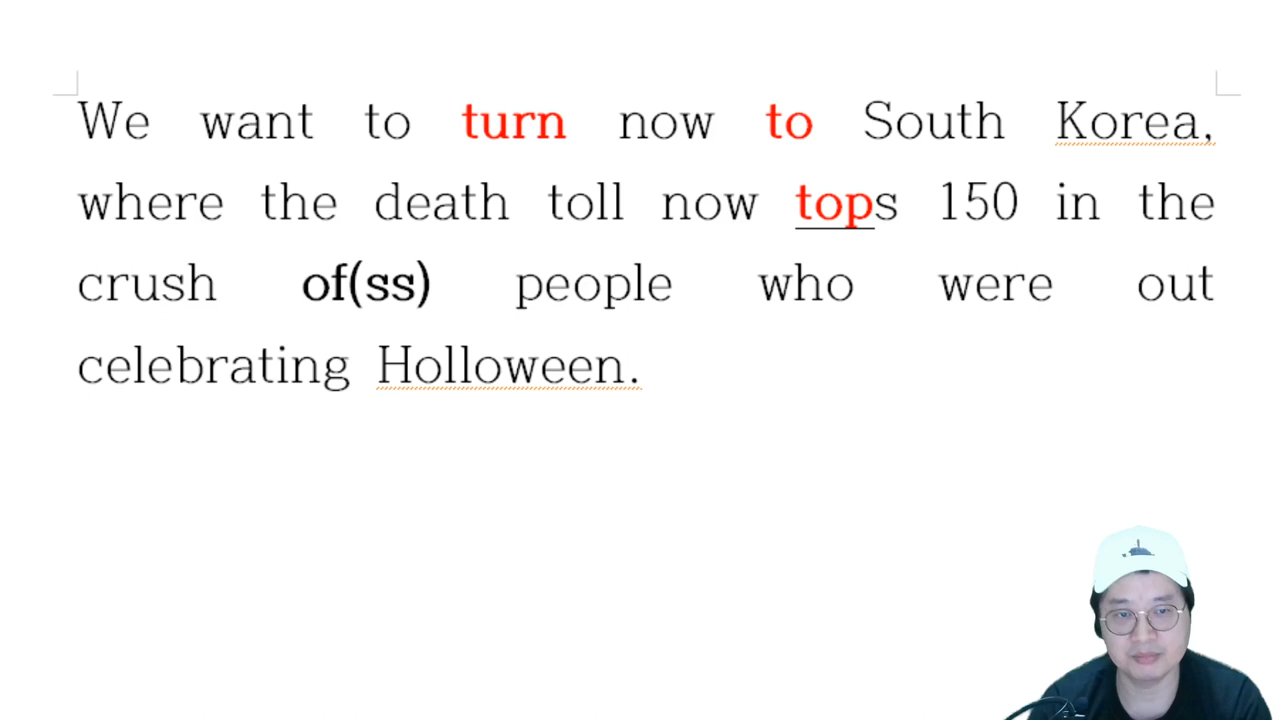 We want to turn now to South Korea,
where the death toll now tops 150 in the
crush of(ss) people who were out
celebrating Holloween.